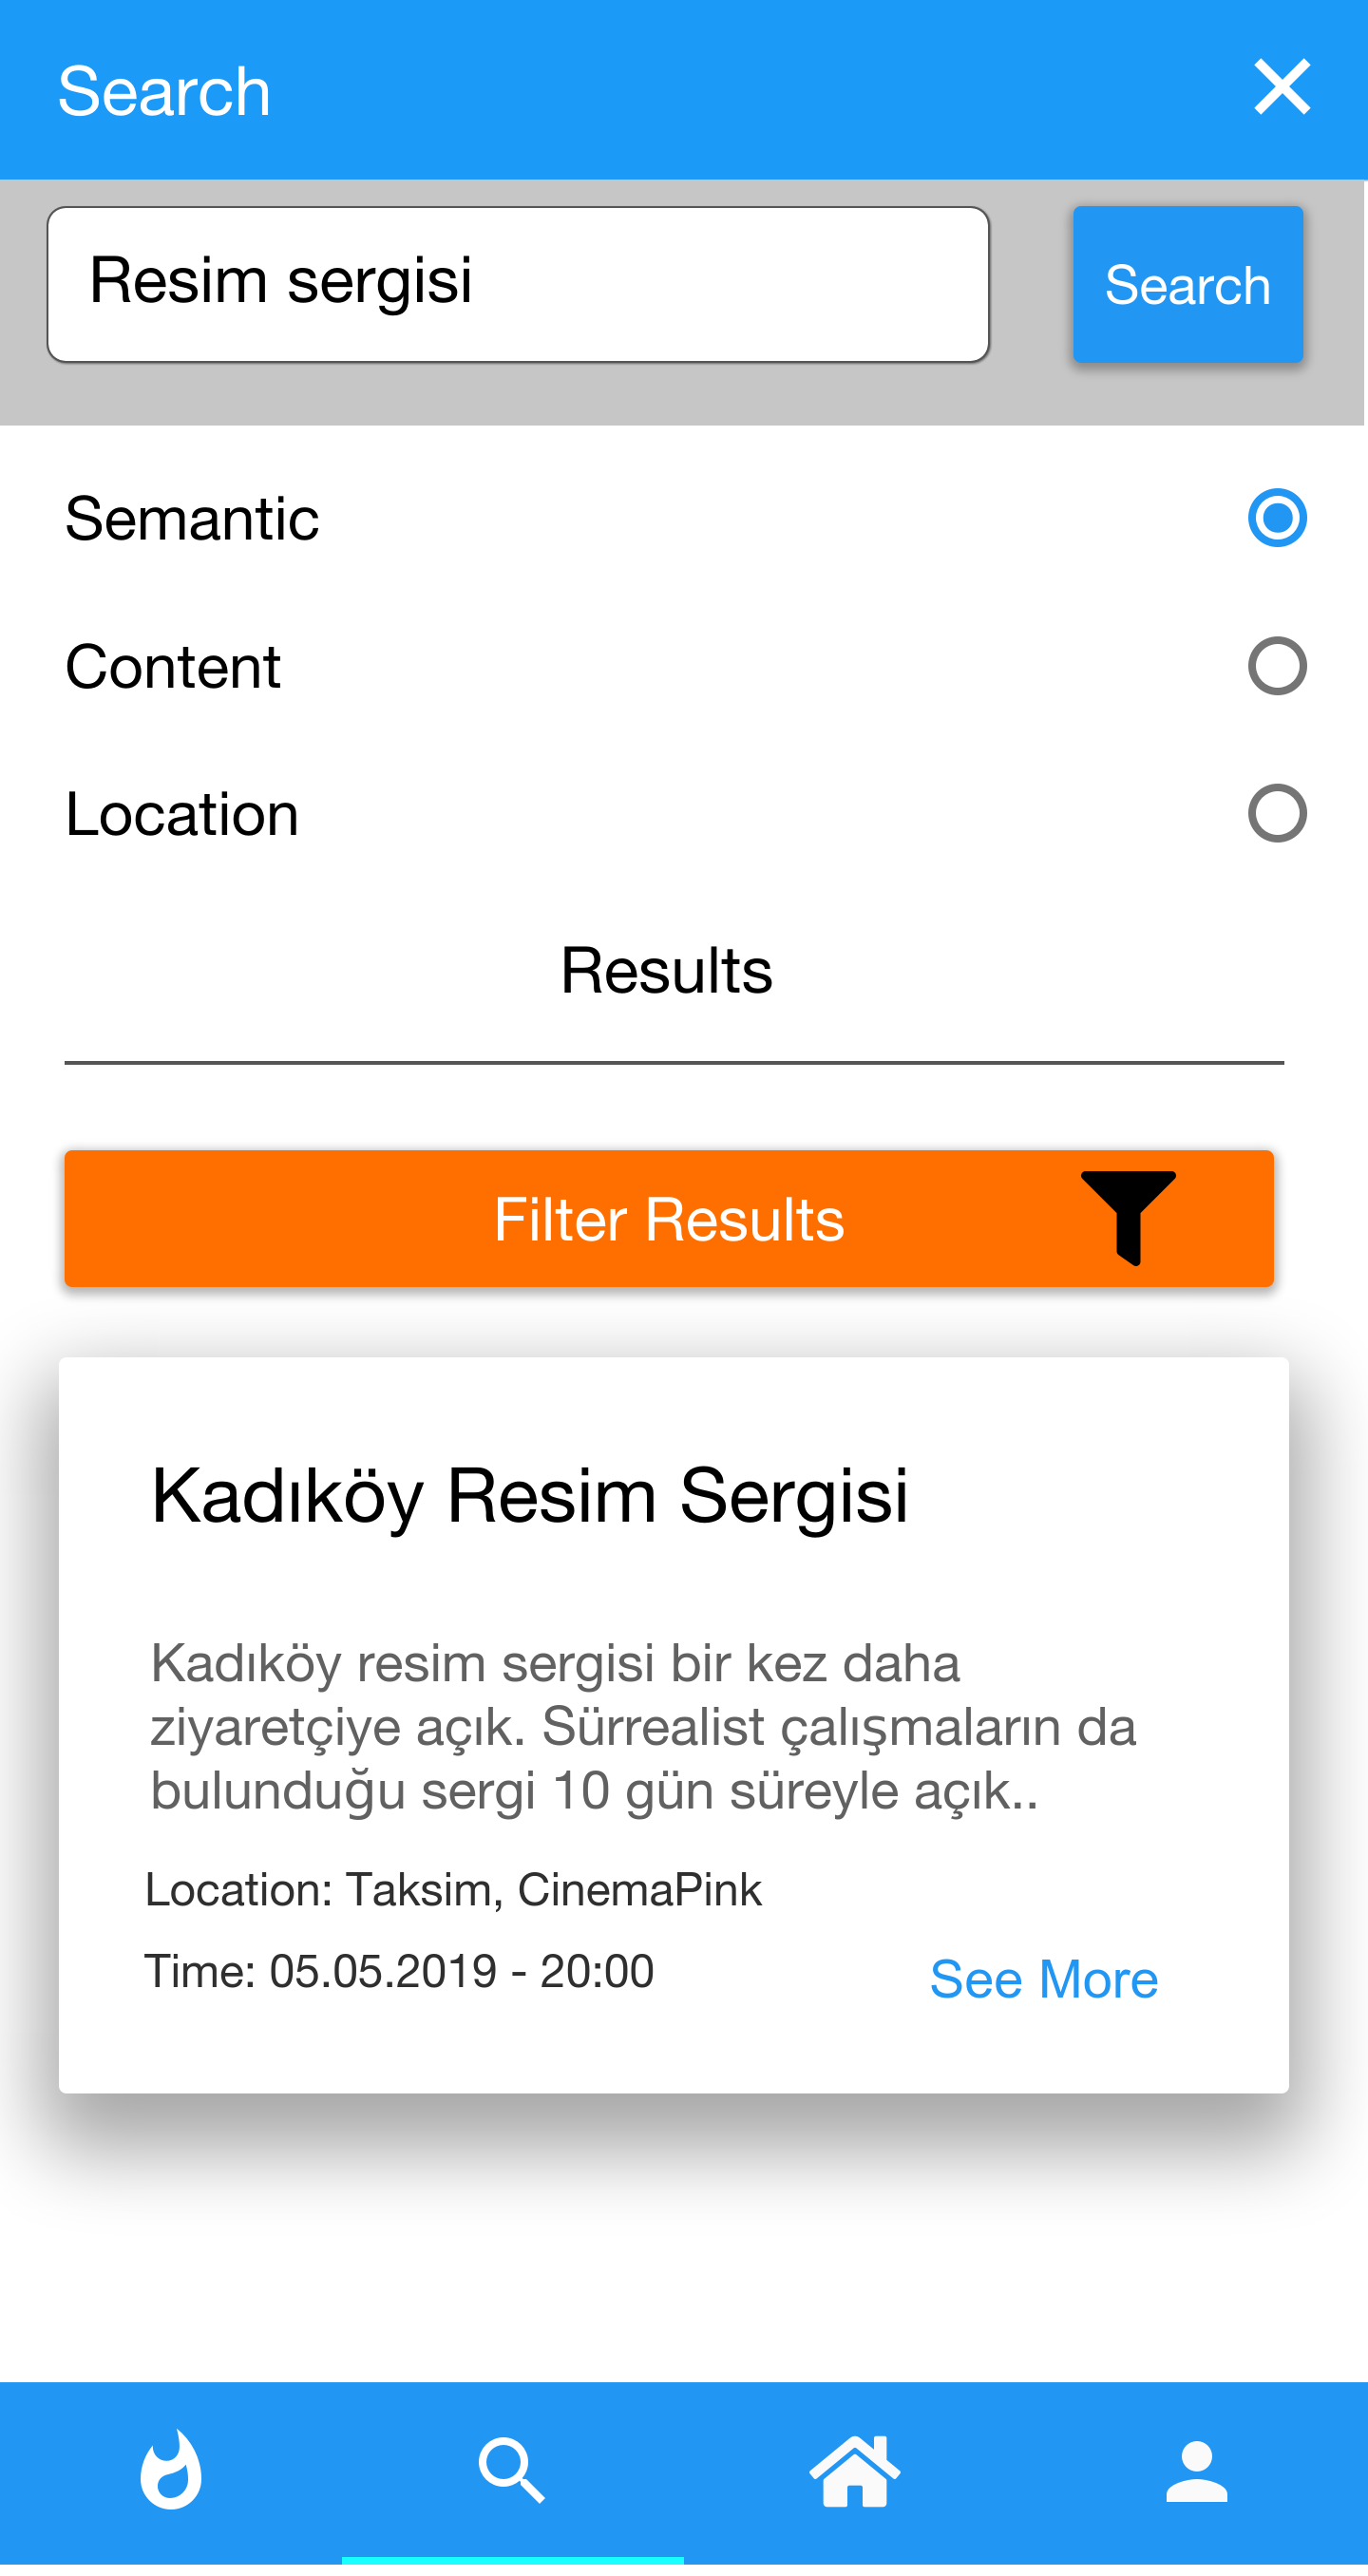 Search
Resim sergisi
Search
Semantic
Content
Location
Results
Filter Results
Kadıköy Resim Sergisi
Kadıköy resim sergisi bir kez daha
ziyaretçiye açık. Sürrealist çalışmaların da
bulunduğu sergi 10 gün süreyle açık..
Location: Taksim, CinemaPink
Time: 05.05.2019 - 20:00
See More